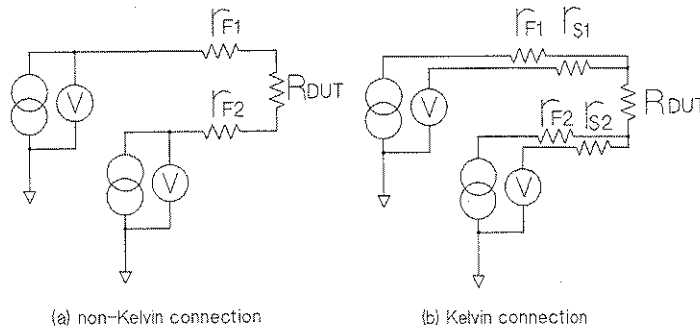 rF1
rF1 rS1
V
RDUT
V
RDUT
rF2
rF2 rS2
V
V
(a) non-Kelvin connection
(b) Kelvin connection